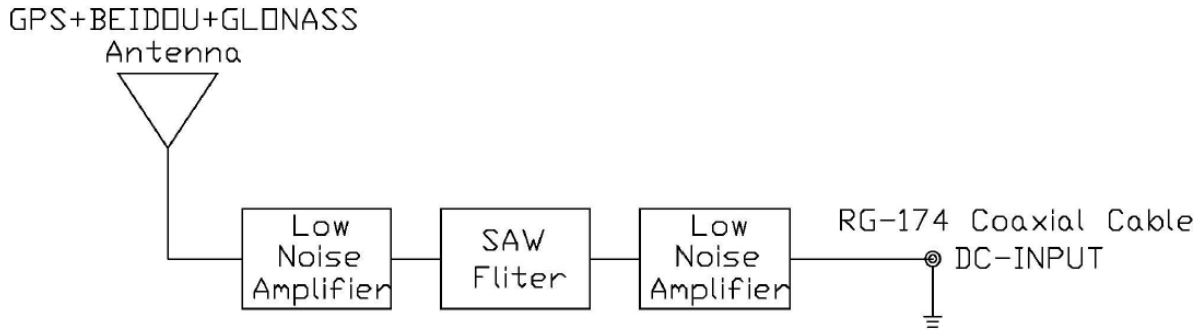 GPS+BEIDOU+GLONASS
Antenna
Low
Noise
Amplifier
SAW
Fliter
Low
Noise
Amplifier
RG-174 Coaxial Cable
DC-INPUT